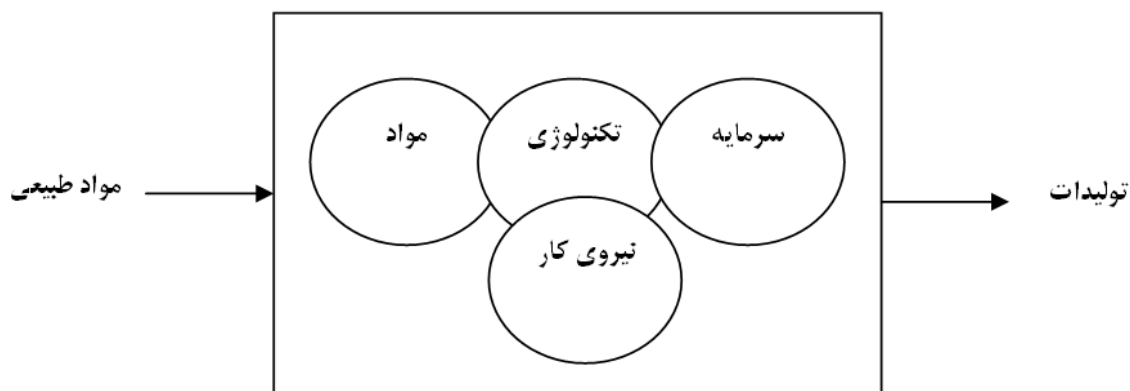 سرمایه
تکنولوژی
مواد
مواد طبیعی
تولیدات
نیروی کار